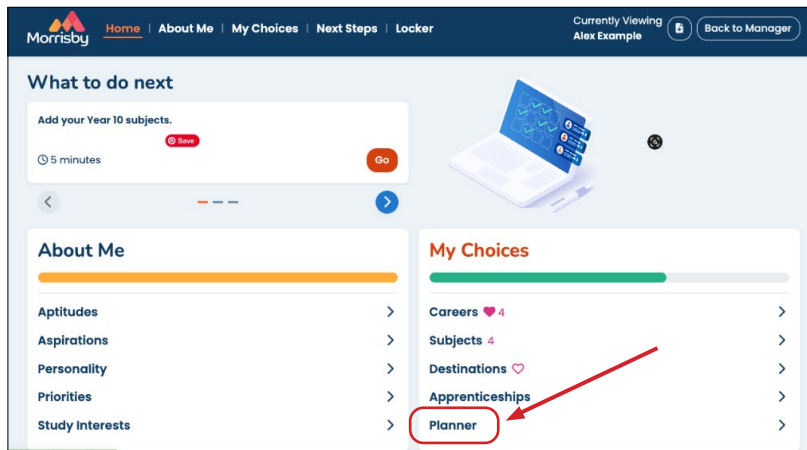 Morrisby
Home | About Me | My Choices | Next Steps | Locker
Currently Viewing
Alex Example
Back to Manager
What to do next
Add your Year 10 subjects.
Save
5 minutes
Go
About Me
Aptitudes
Aspirations
Personality
Priorities
Study Interests
My Choices
Careers 4
Subjects 4
Destinations
Apprenticeships
Planner